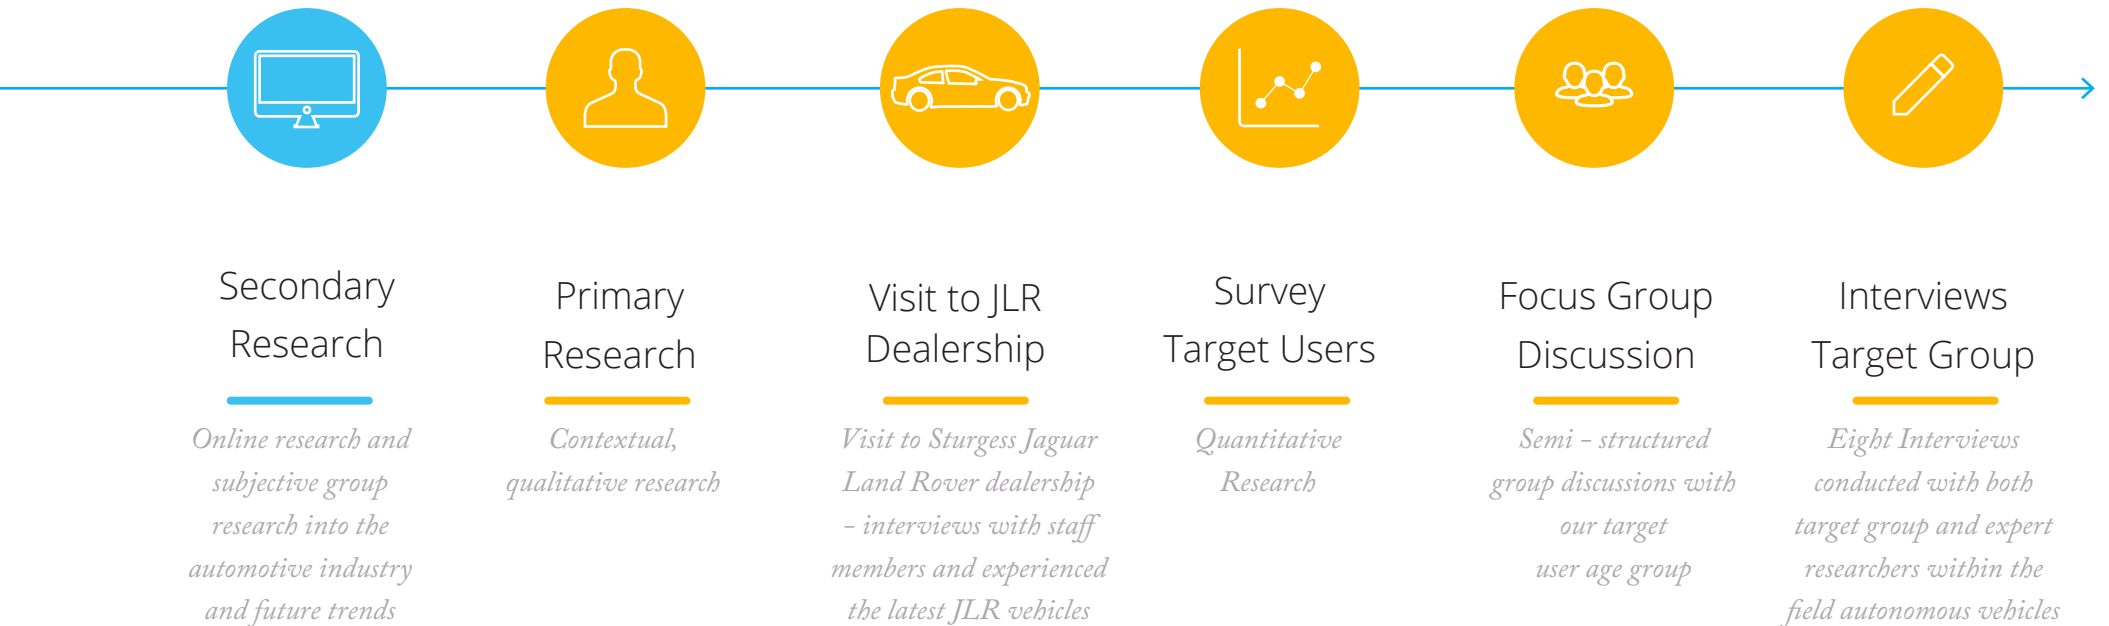 Secondary
Research
Online research and
subjective group
research into the
automotive industry
and future trends
Primary
Research
Contextual,
qualitative research
Visit to JLR
Dealership
Visit to Sturgess Jaguar
Land Rover dealership
- interviews with staff
members and experienced
the latest JLR vehicles
Survey
Target Users
Quantitative
Research
Focus Group
Discussion
Semi - structured
group discussions with
our target
user age group
Interviews
Target Group
Eight Interviews
conducted with both
target group and expert
researchers within the
field autonomous vehicles